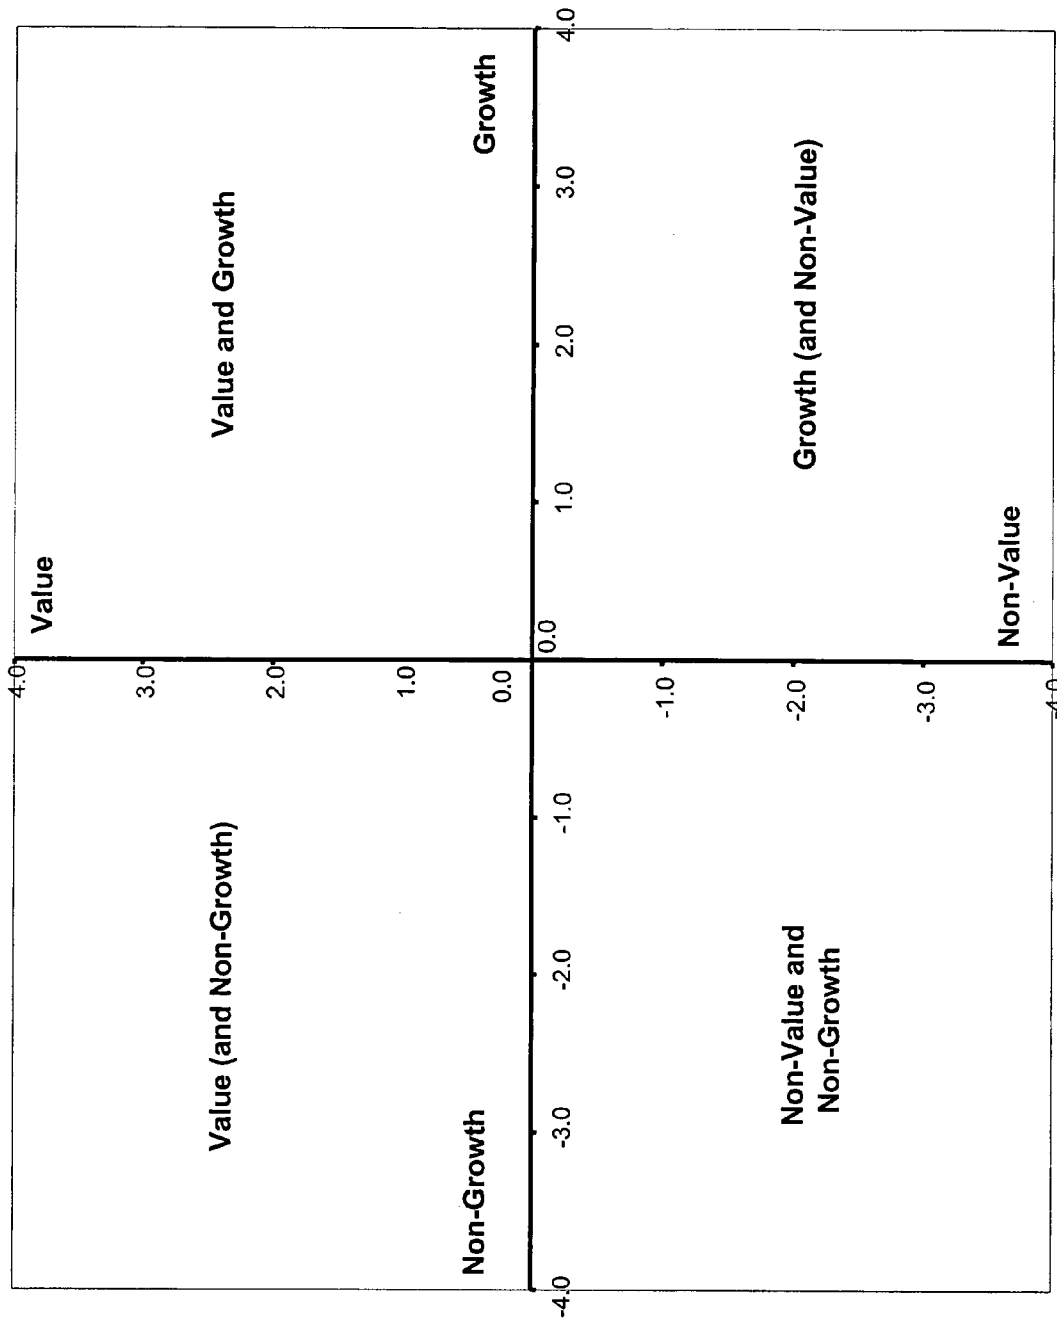 4.0
Value
3.0
Value (and Non-Growth)
Value and Growth
2.0
1.0
Non-Growth
Growth
0.0
0.0
-4.0
-3.0
-2.0
-1.0
1.0
2.0
3.0
4.0
-1.0
Non-Value and
Non-Growth
-2.0
Growth (and Non-Value)
-3.0
Non-Value
-4.0